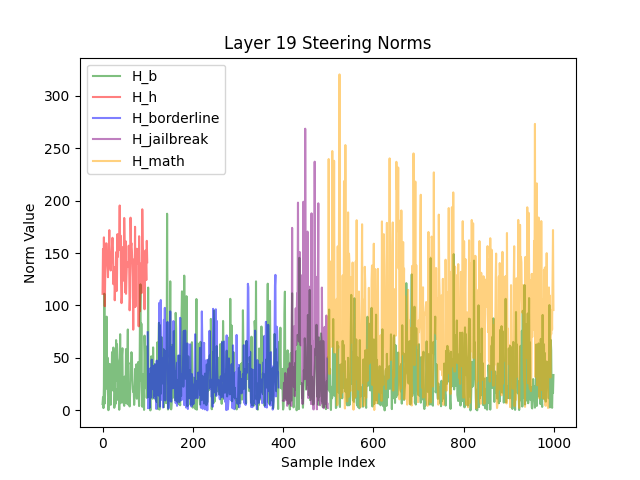 Layer 19 Steering Norms
H_b
H_h
H_borderline
H_jailbreak
H_math
Norm Value
300
250
200
150
100
50
0
0
200
400
600
800
1000
Sample Index